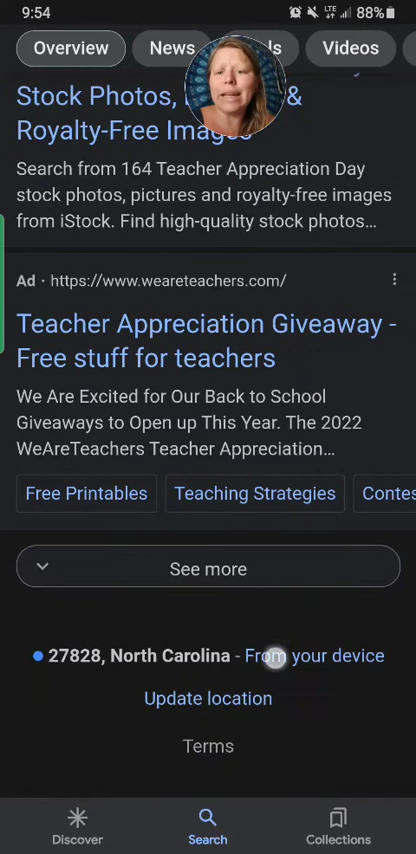 9:54 LTE 88%
Overview News Videos
Stock Photos, &
Royalty-Free Images
Search from 164 Teacher Appreciation Day
stock photos, pictures and royalty-free images
from iStock. Find high-quality stock photos...
Ad · https://www.weareteachers.com/
Teacher Appreciation Giveaway -
Free stuff for teachers
We Are Excited for Our Back to School
Giveaways to Open up This Year. The 2022
WeAreTeachers Teacher Appreciation...
Free Printables Teaching Strategies Contes
See more
27828, North Carolina - From your device
Update location
Terms
Discover Search Collections